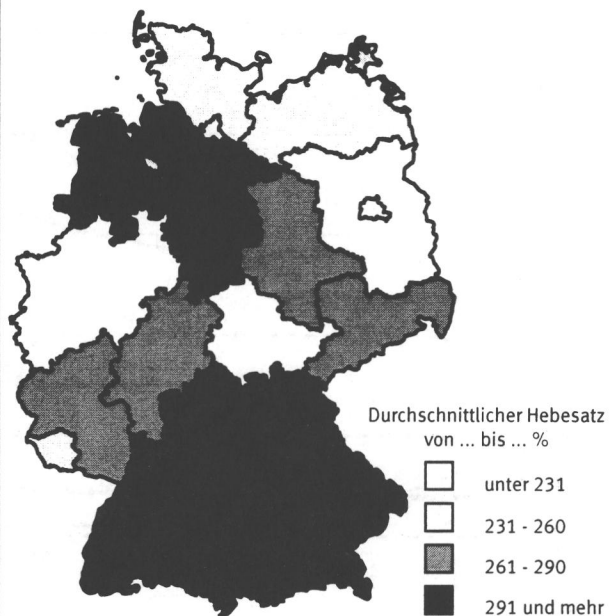 Durchschnittlicher Hebesatz
von ... bis ... %
unter 231
231 - 260
261 - 290
291 und mehr